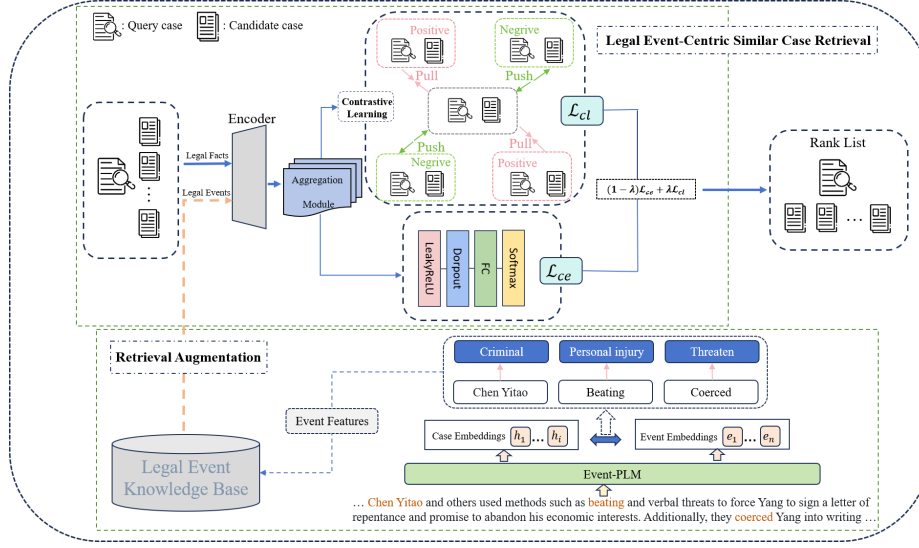 : Query case
: Candidate case
Legal Event-Centric Similar Case Retrieval
Positive
Negrive
Pull
Push
Contrastive
Learning
Encoder
Legal Facts
Legal Events
Aggregation
Module
Push
Negrive
Pull
Positive
ℒcl
(1 − λ)ℒce + λℒcl
Rank List
LeakyReLU
Dorpout
FC
Softmax
ℒce
Retrieval Augmentation
Criminal
Personal injury
Threaten
Chen Yitao
Beating
Coerced
Event Features
Case Embeddings h1 ... hi
Event Embeddings e1 ... en
Legal Event
Knowledge Base
Event-PLM
... Chen Yitao and others used methods such as beating and verbal threats to force Yang to sign a letter of
repentance and promise to abandon his economic interests. Additionally, they coerced Yang into writing ...